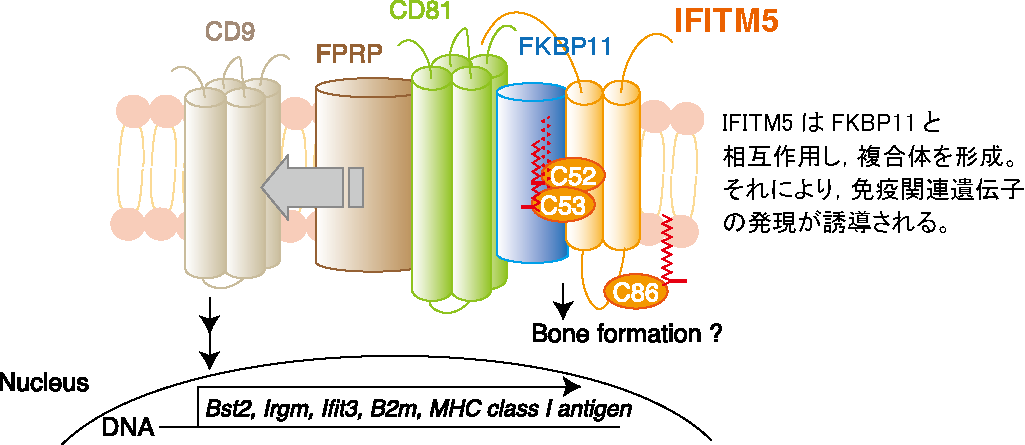 CD9
FPRP
CD81
FKBP11
IFITM5
IFITM5 は FKBP11 と
相互作用し，複合体を形成。
それにより，免疫関連遺伝子
の発現が誘導される。
C52
C53
C86
Bone formation ?
Nucleus
Bst2, Irgm, Ifit3, B2m, MHC class I antigen
DNA